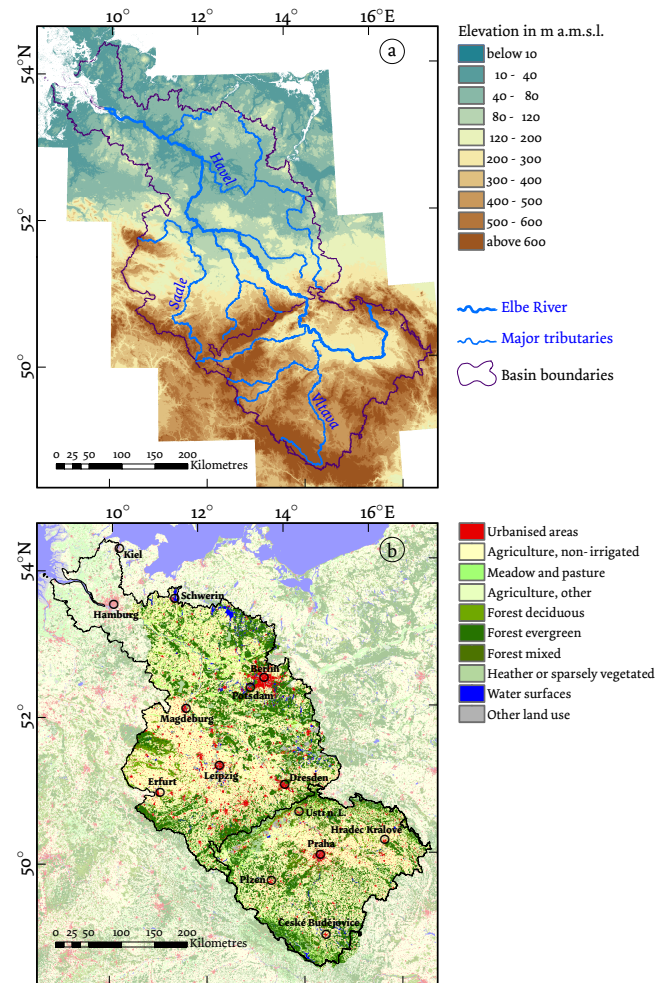 10° 12° 14° 16° E
a
54°N
52°
50°
Havel
Saale
Vltava
0 25 50 100 150 200
Kilometres
Elevation in m a.m.s.l.
below 10
10 - 40
40 - 80
80 - 120
120 - 200
200 - 300
300 - 400
400 - 500
500 - 600
above 600
Elbe River
Major tributaries
Basin boundaries
10° 12° 14° 16° E
b
54°N
52°
50°
Kiel
Schwerin
Hamburg
Berlin
Potsdam
Magdeburg
Leipzig
Erfurt
Dresden
Ustí n. L.
Hradec Králové
Praha
Plzeň
České Budějovice
0 25 50 100 150 200
Kilometres
Urbanised areas
Agriculture, non-irrigated
Meadow and pasture
Agriculture, other
Forest deciduous
Forest evergreen
Forest mixed
Heather or sparsely vegetated
Water surfaces
Other land use